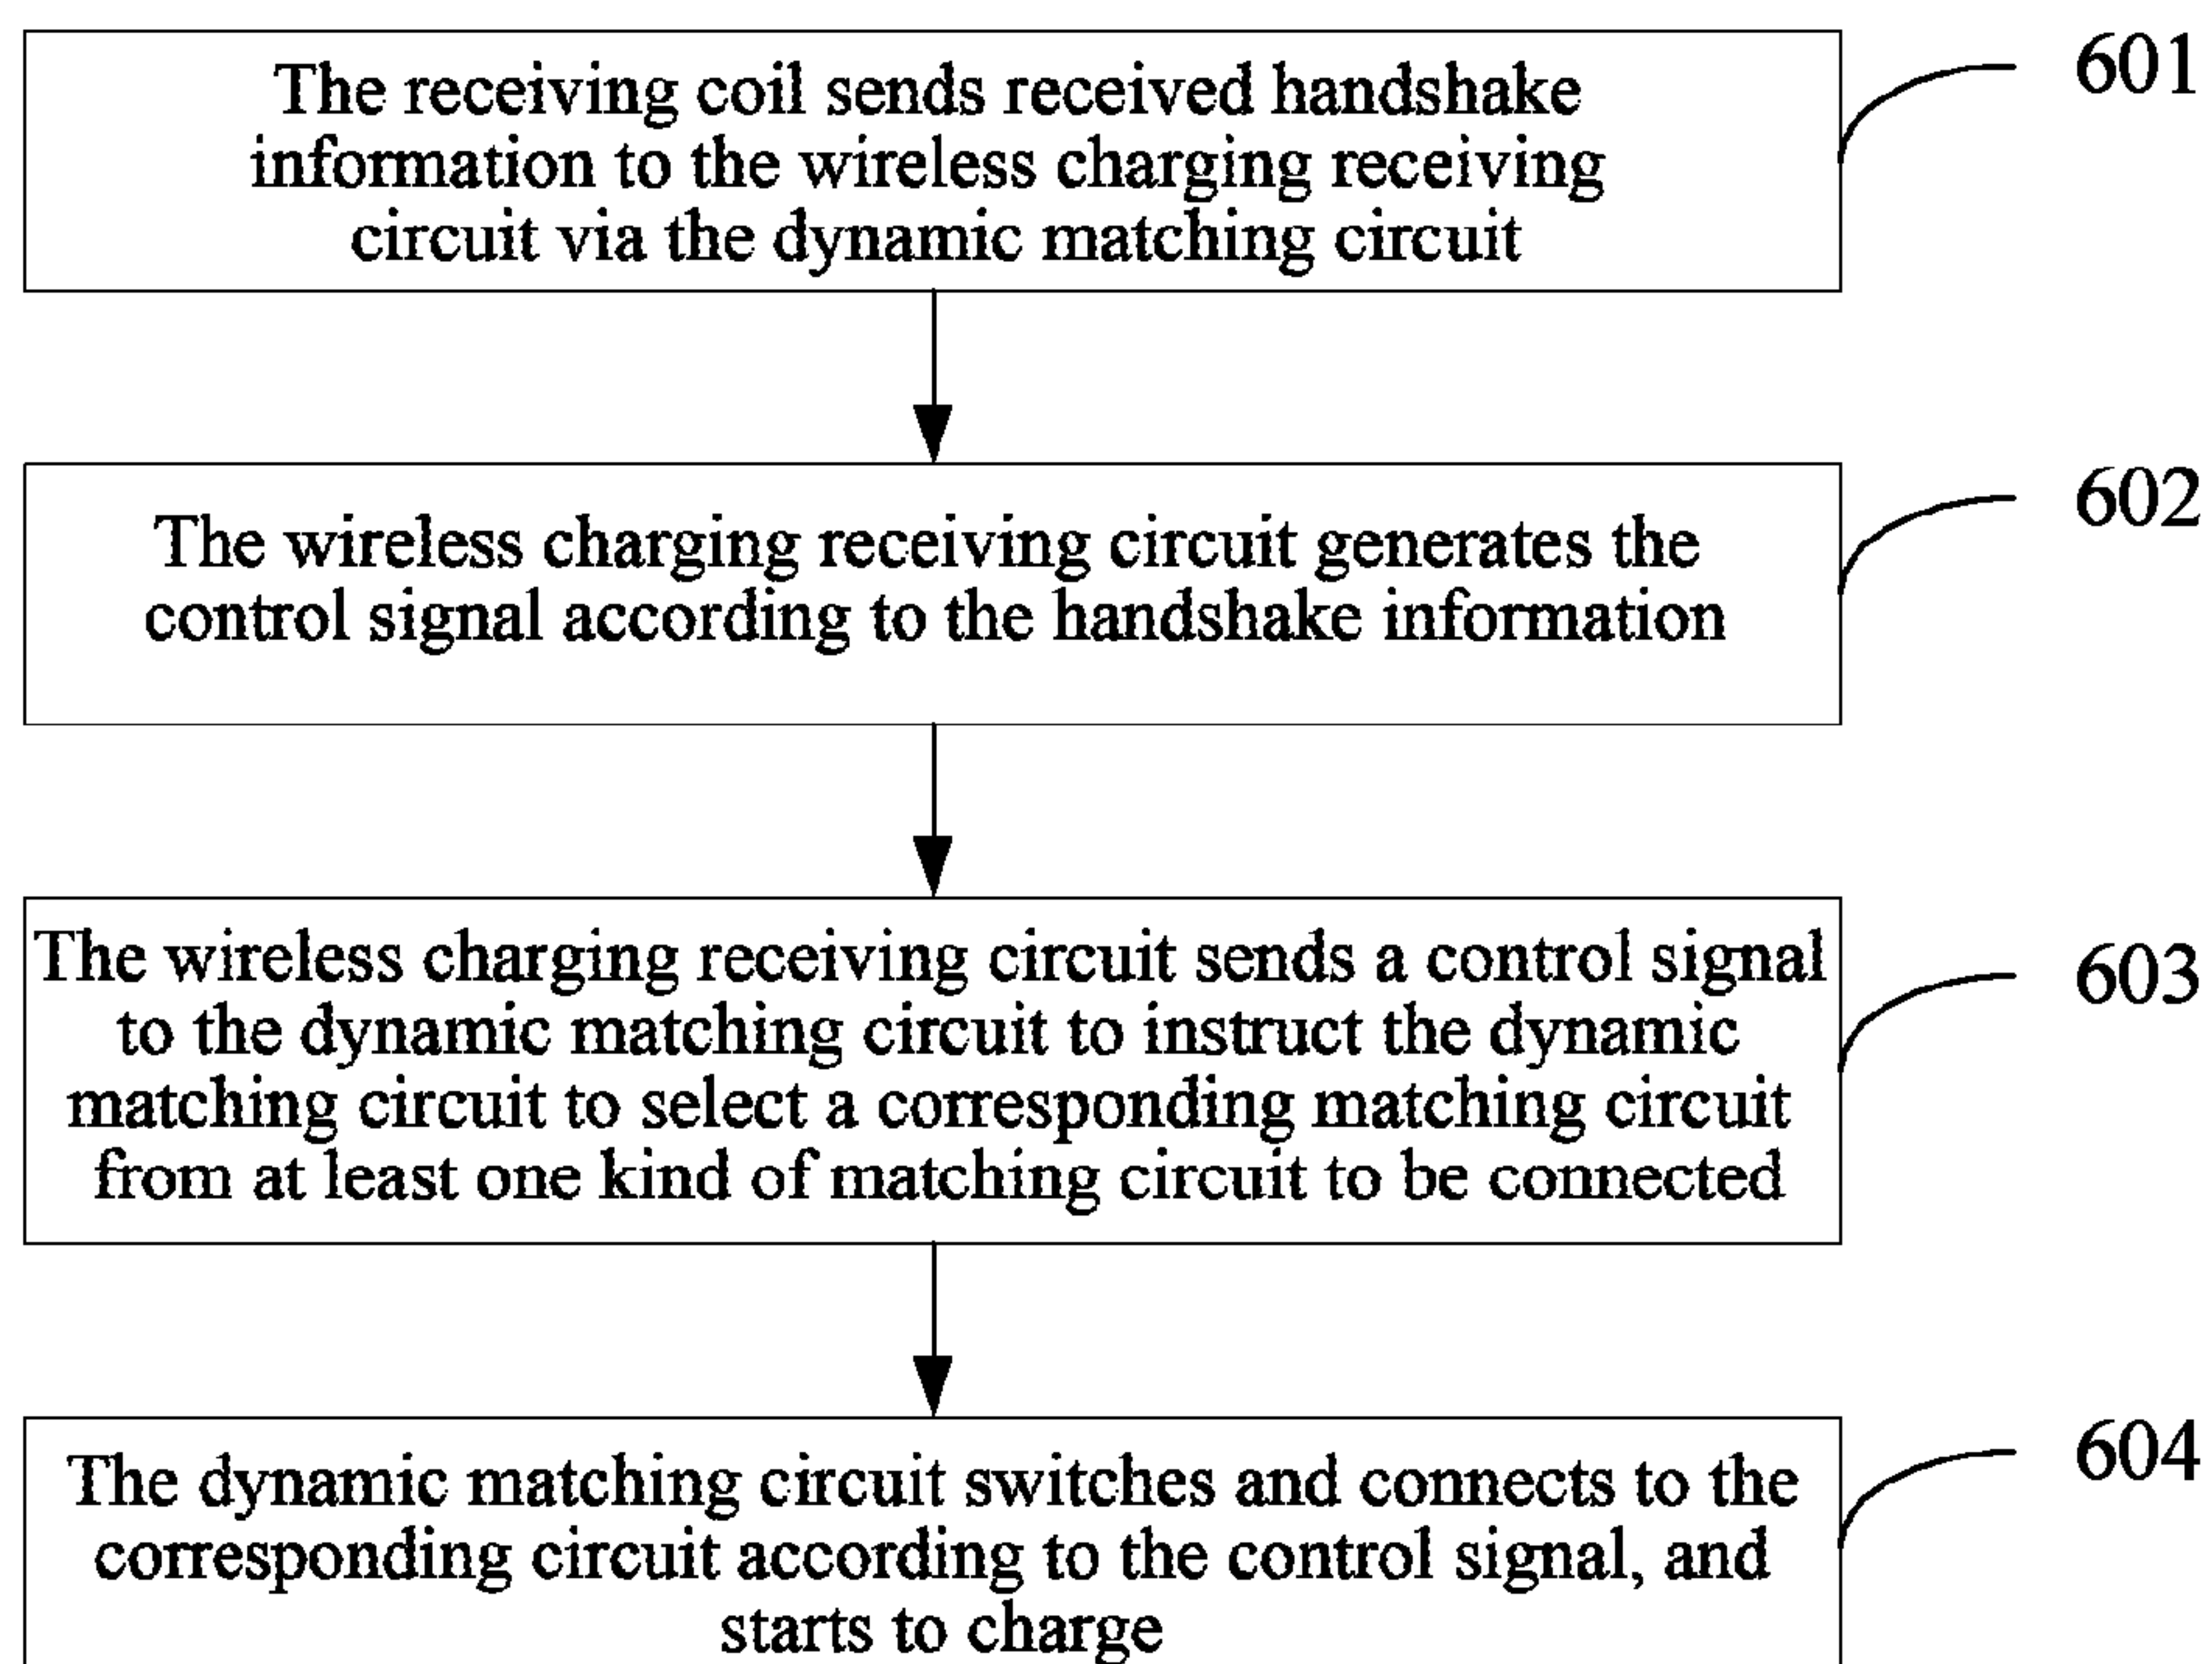 The receiving coil sends received handshake
information to the wireless charging receiving
circuit via the dynamic matching circuit
601
The wireless charging receiving circuit generates the
control signal according to the handshake information
602
The wireless charging receiving circuit sends a control signal
to the dynamic matching circuit to instruct the dynamic
matching circuit to select a corresponding matching circuit
from at least one kind of matching circuit to be connected
603
The dynamic matching circuit switches and connects to the
corresponding circuit according to the control signal, and
starts to charge
604